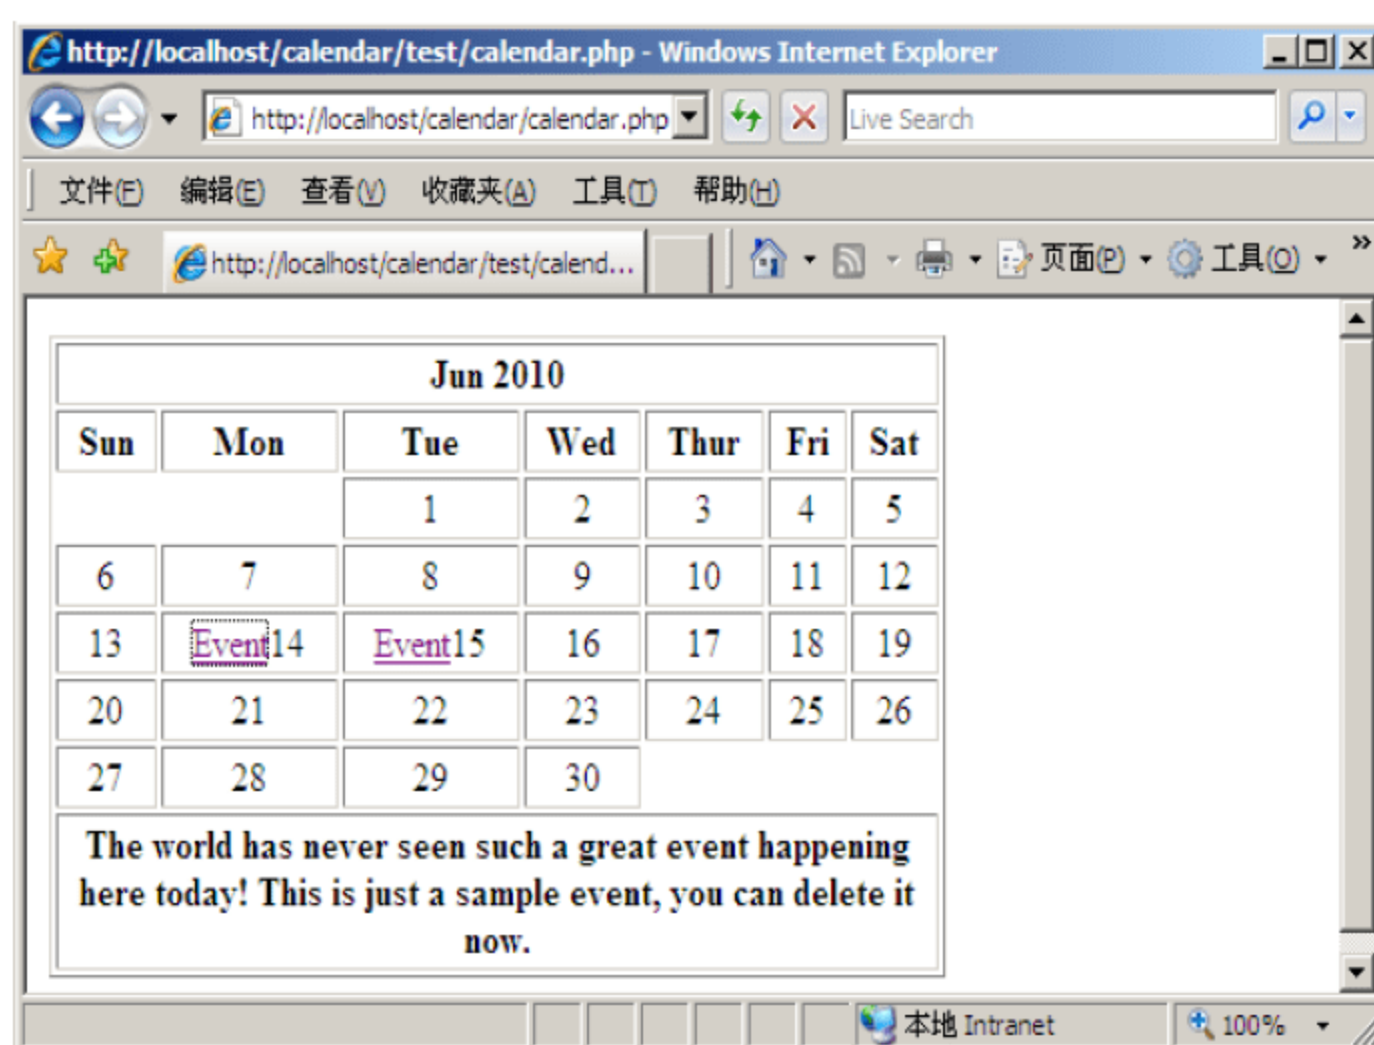 http://localhost/calendar/test/calendar.php - Windows Internet Explorer
http://localhost/calendar/calendar.php
Live Search
文件(F) 编辑(E) 查看(V) 收藏夹(A) 工具(T) 帮助(H)
http://localhost/calendar/test/calend... 页面(P) 工具(O) »
Jun 2010
Sun Mon Tue Wed Thur Fri Sat
1 2 3 4 5
6 7 8 9 10 11 12
13 Event14 Event15 16 17 18 19
20 21 22 23 24 25 26
27 28 29 30
The world has never seen such a great event happening
here today! This is just a sample event, you can delete it
now.
本地 Intranet 100%